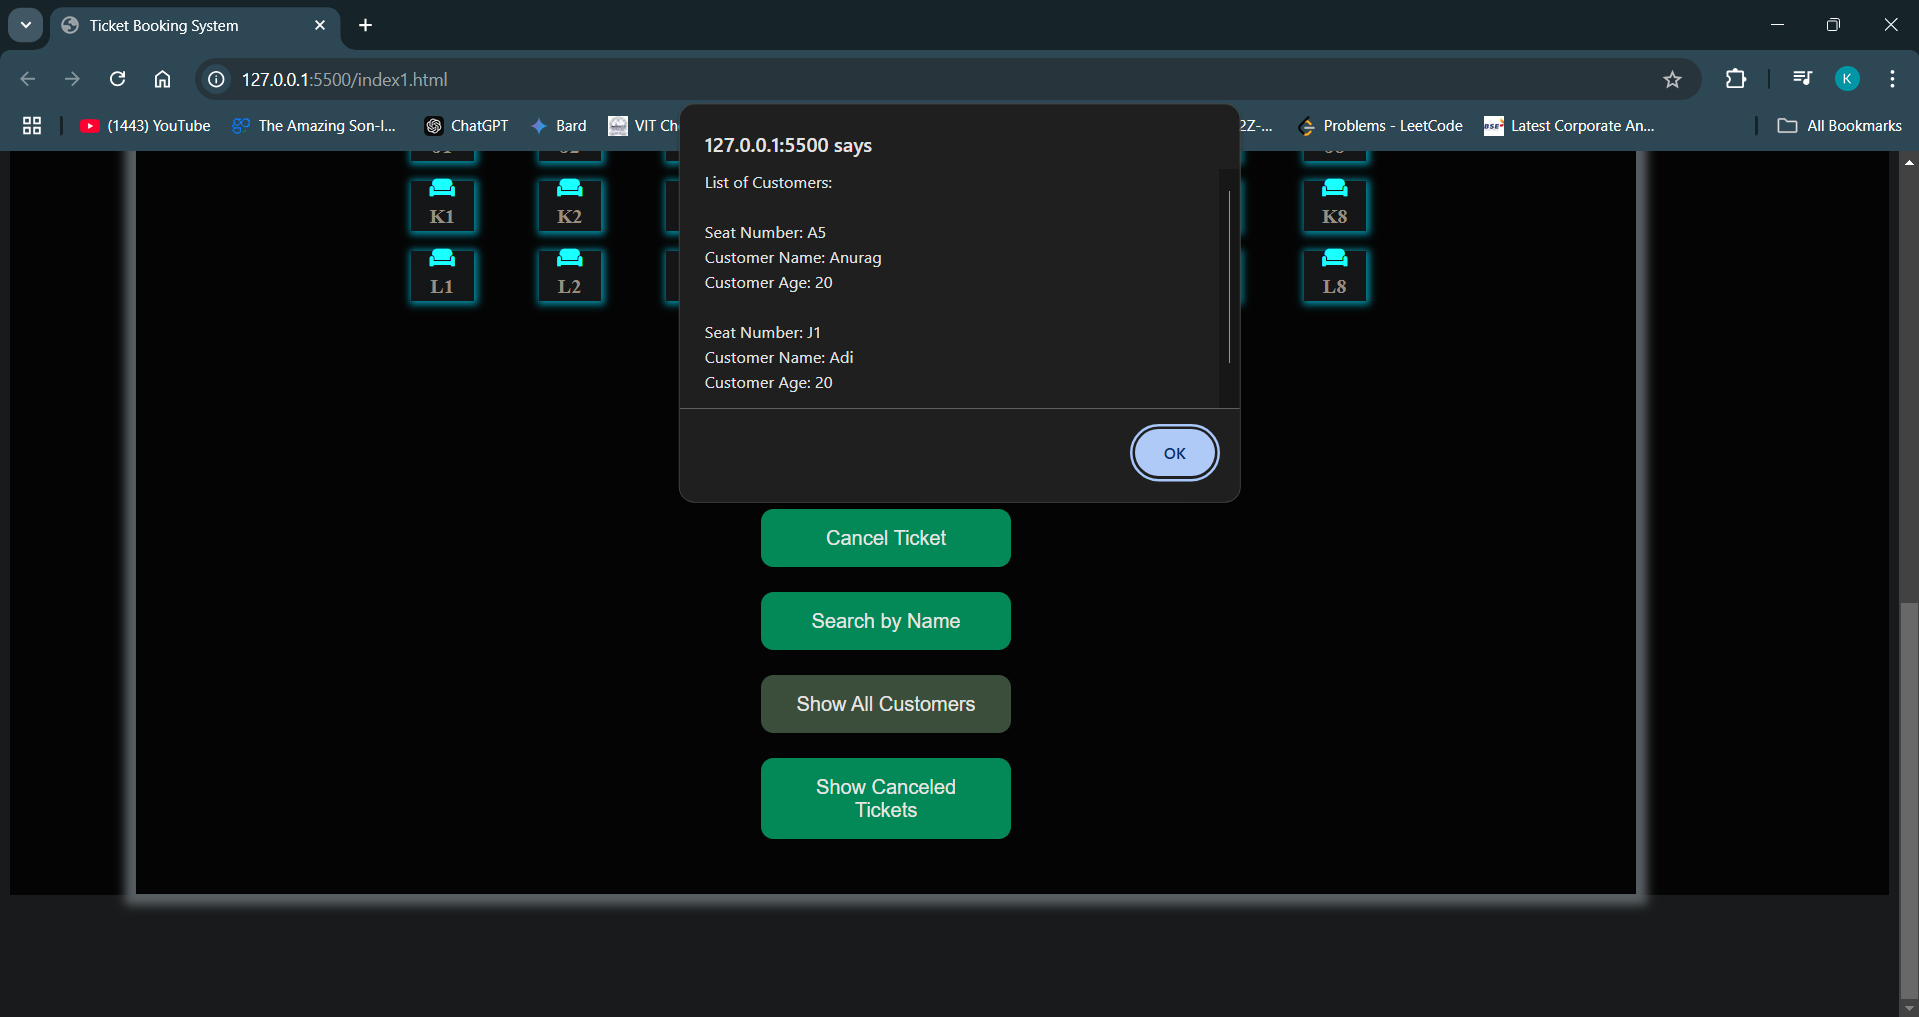 Ticket Booking System
127.0.0.1:5500/index1.html
K
(1443) YouTube
The Amazing Son-I...
ChatGPT
Bard
VIT Ch
2Z-...
Problems - LeetCode
BSE
Latest Corporate An...
All Bookmarks
127.0.0.1:5500 says
List of Customers:
Seat Number: A5
Customer Name: Anurag
Customer Age: 20
Seat Number: J1
Customer Name: Adi
Customer Age: 20
OK
K1
K2
K8
L1
L2
L8
Cancel Ticket
Search by Name
Show All Customers
Show Canceled
Tickets